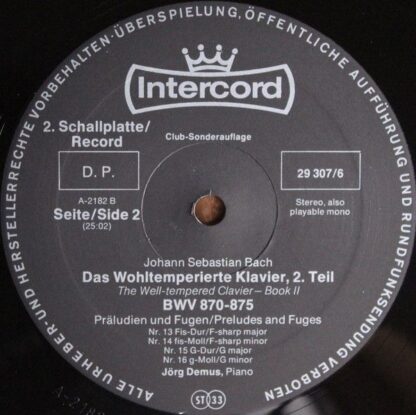 ALLE URHEBER- UND HERSTELLERRECHTE VORBEHALTEN · ÜBERSPIELUNG, ÖFFENTLICHE AUFFÜHRUNG UND RUNDFUNKSENDUNG VERBOTEN
Intercord
2. Schallplatte/
Record
Club-Sonderauflage
D. P.
29 307/6
A-2182 B
Seite/Side 2
(25:02)
Stereo, also
playable mono
Johann Sebastian Bach
Das Wohltemperierte Klavier, 2. Teil
The Well-tempered Clavier – Book II
BWV 870-875
Präludien und Fugen/Preludes and Fuges
Nr. 13 Fis-Dur/F-sharp major
Nr. 14 fis-Moll/F-sharp minor
Nr. 15 G-Dur/G major
Nr. 16 g-Moll/G minor
Jörg Demus, Piano
ST 33